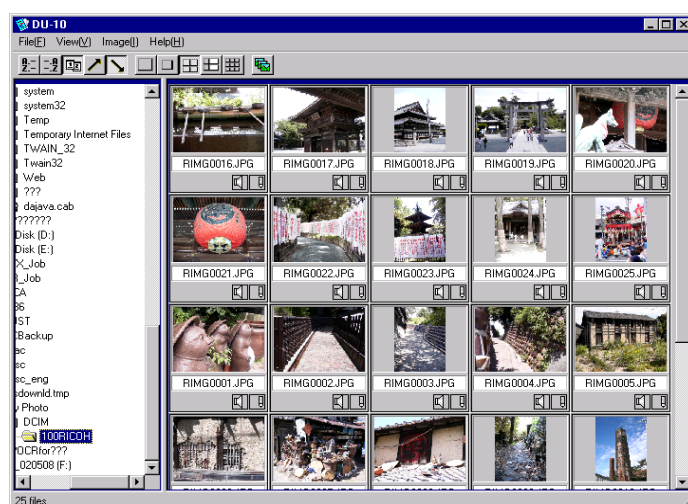 DU-10
File(F) View(V) Image(I) Help(H)
system
system32
Temp
Temporary Internet Files
TWAIN_32
Twain32
Web
???
dajava.cab
??????
Disk (D:)
Disk (E:)
X_Job
_Job
CA
36
ST
Backup
ac
sc
sc_eng
sdownld.tmp
Photo
DCIM
100RICOH
OCRfor???
_020508 (F:)
RIMG0016.JPG RIMG0017.JPG RIMG0018.JPG RIMG0019.JPG RIMG0020.JPG
RIMG0021.JPG RIMG0022.JPG RIMG0023.JPG RIMG0024.JPG RIMG0025.JPG
RIMG0001.JPG RIMG0002.JPG RIMG0003.JPG RIMG0004.JPG RIMG0005.JPG
25 files